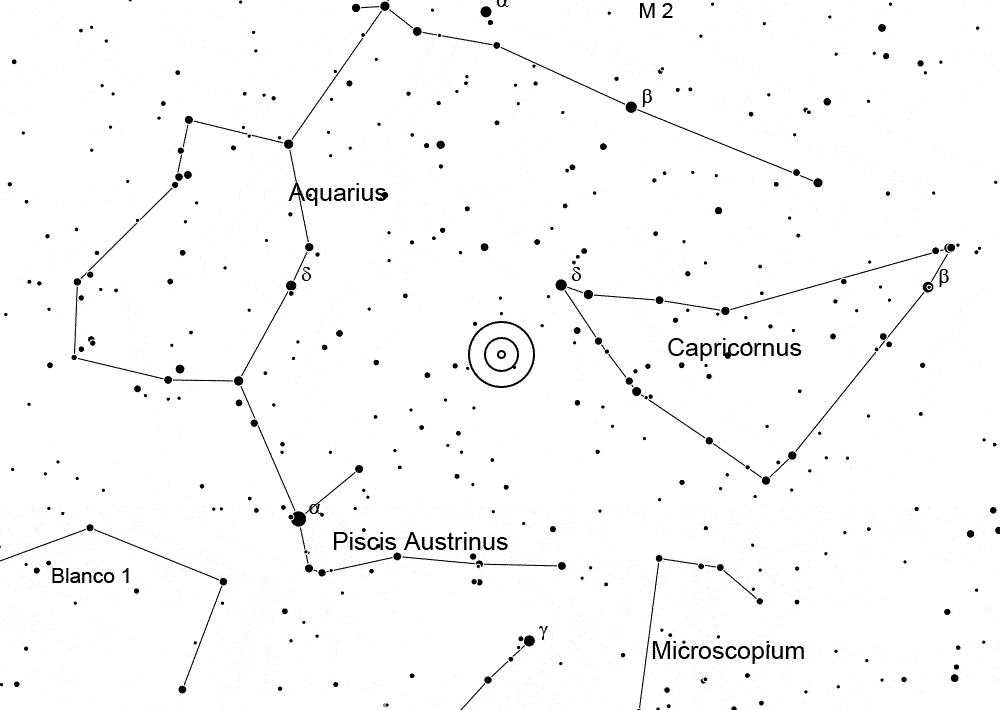 α
M 2
β
Aquarius
δ
δ
β
Capricornus
α
Piscis Austrinus
Blanco 1
γ
Microscopium